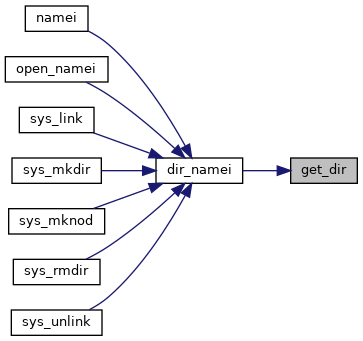 namei
open_namei
sys_link
sys_mkdir
dir_namei
get_dir
sys_mknod
sys_rmdir
sys_unlink